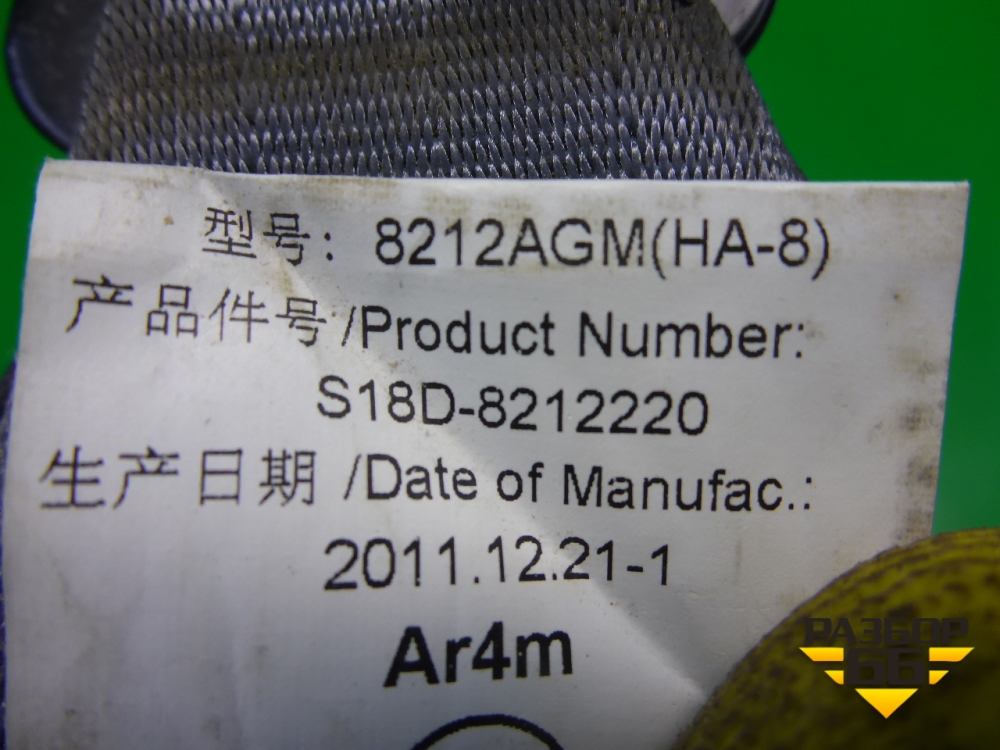 型号: 8212AGM(HA-8)
产品件号/Product Number:
S18D-8212220
生产日期/Date of Manufac.:
2011.12.21-1
Ar4m
РАЗБОР
66